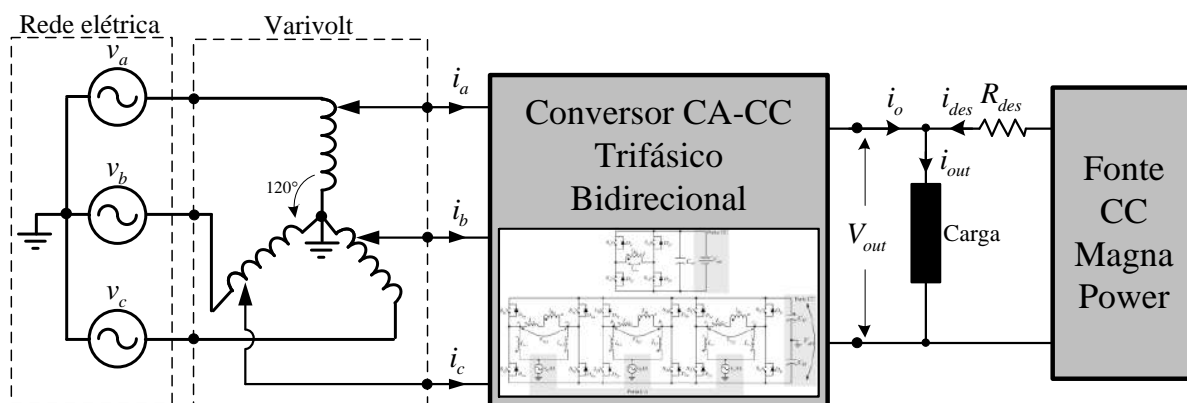 Rede elétrica
Varivolt
v_a
v_b
v_c
120°
i_a
i_b
i_c
Conversor CA-CC
Trifásico
Bidirecional
i_o
i_des
R_des
i_out
V_out
Carga
Fonte
CC
Magna
Power